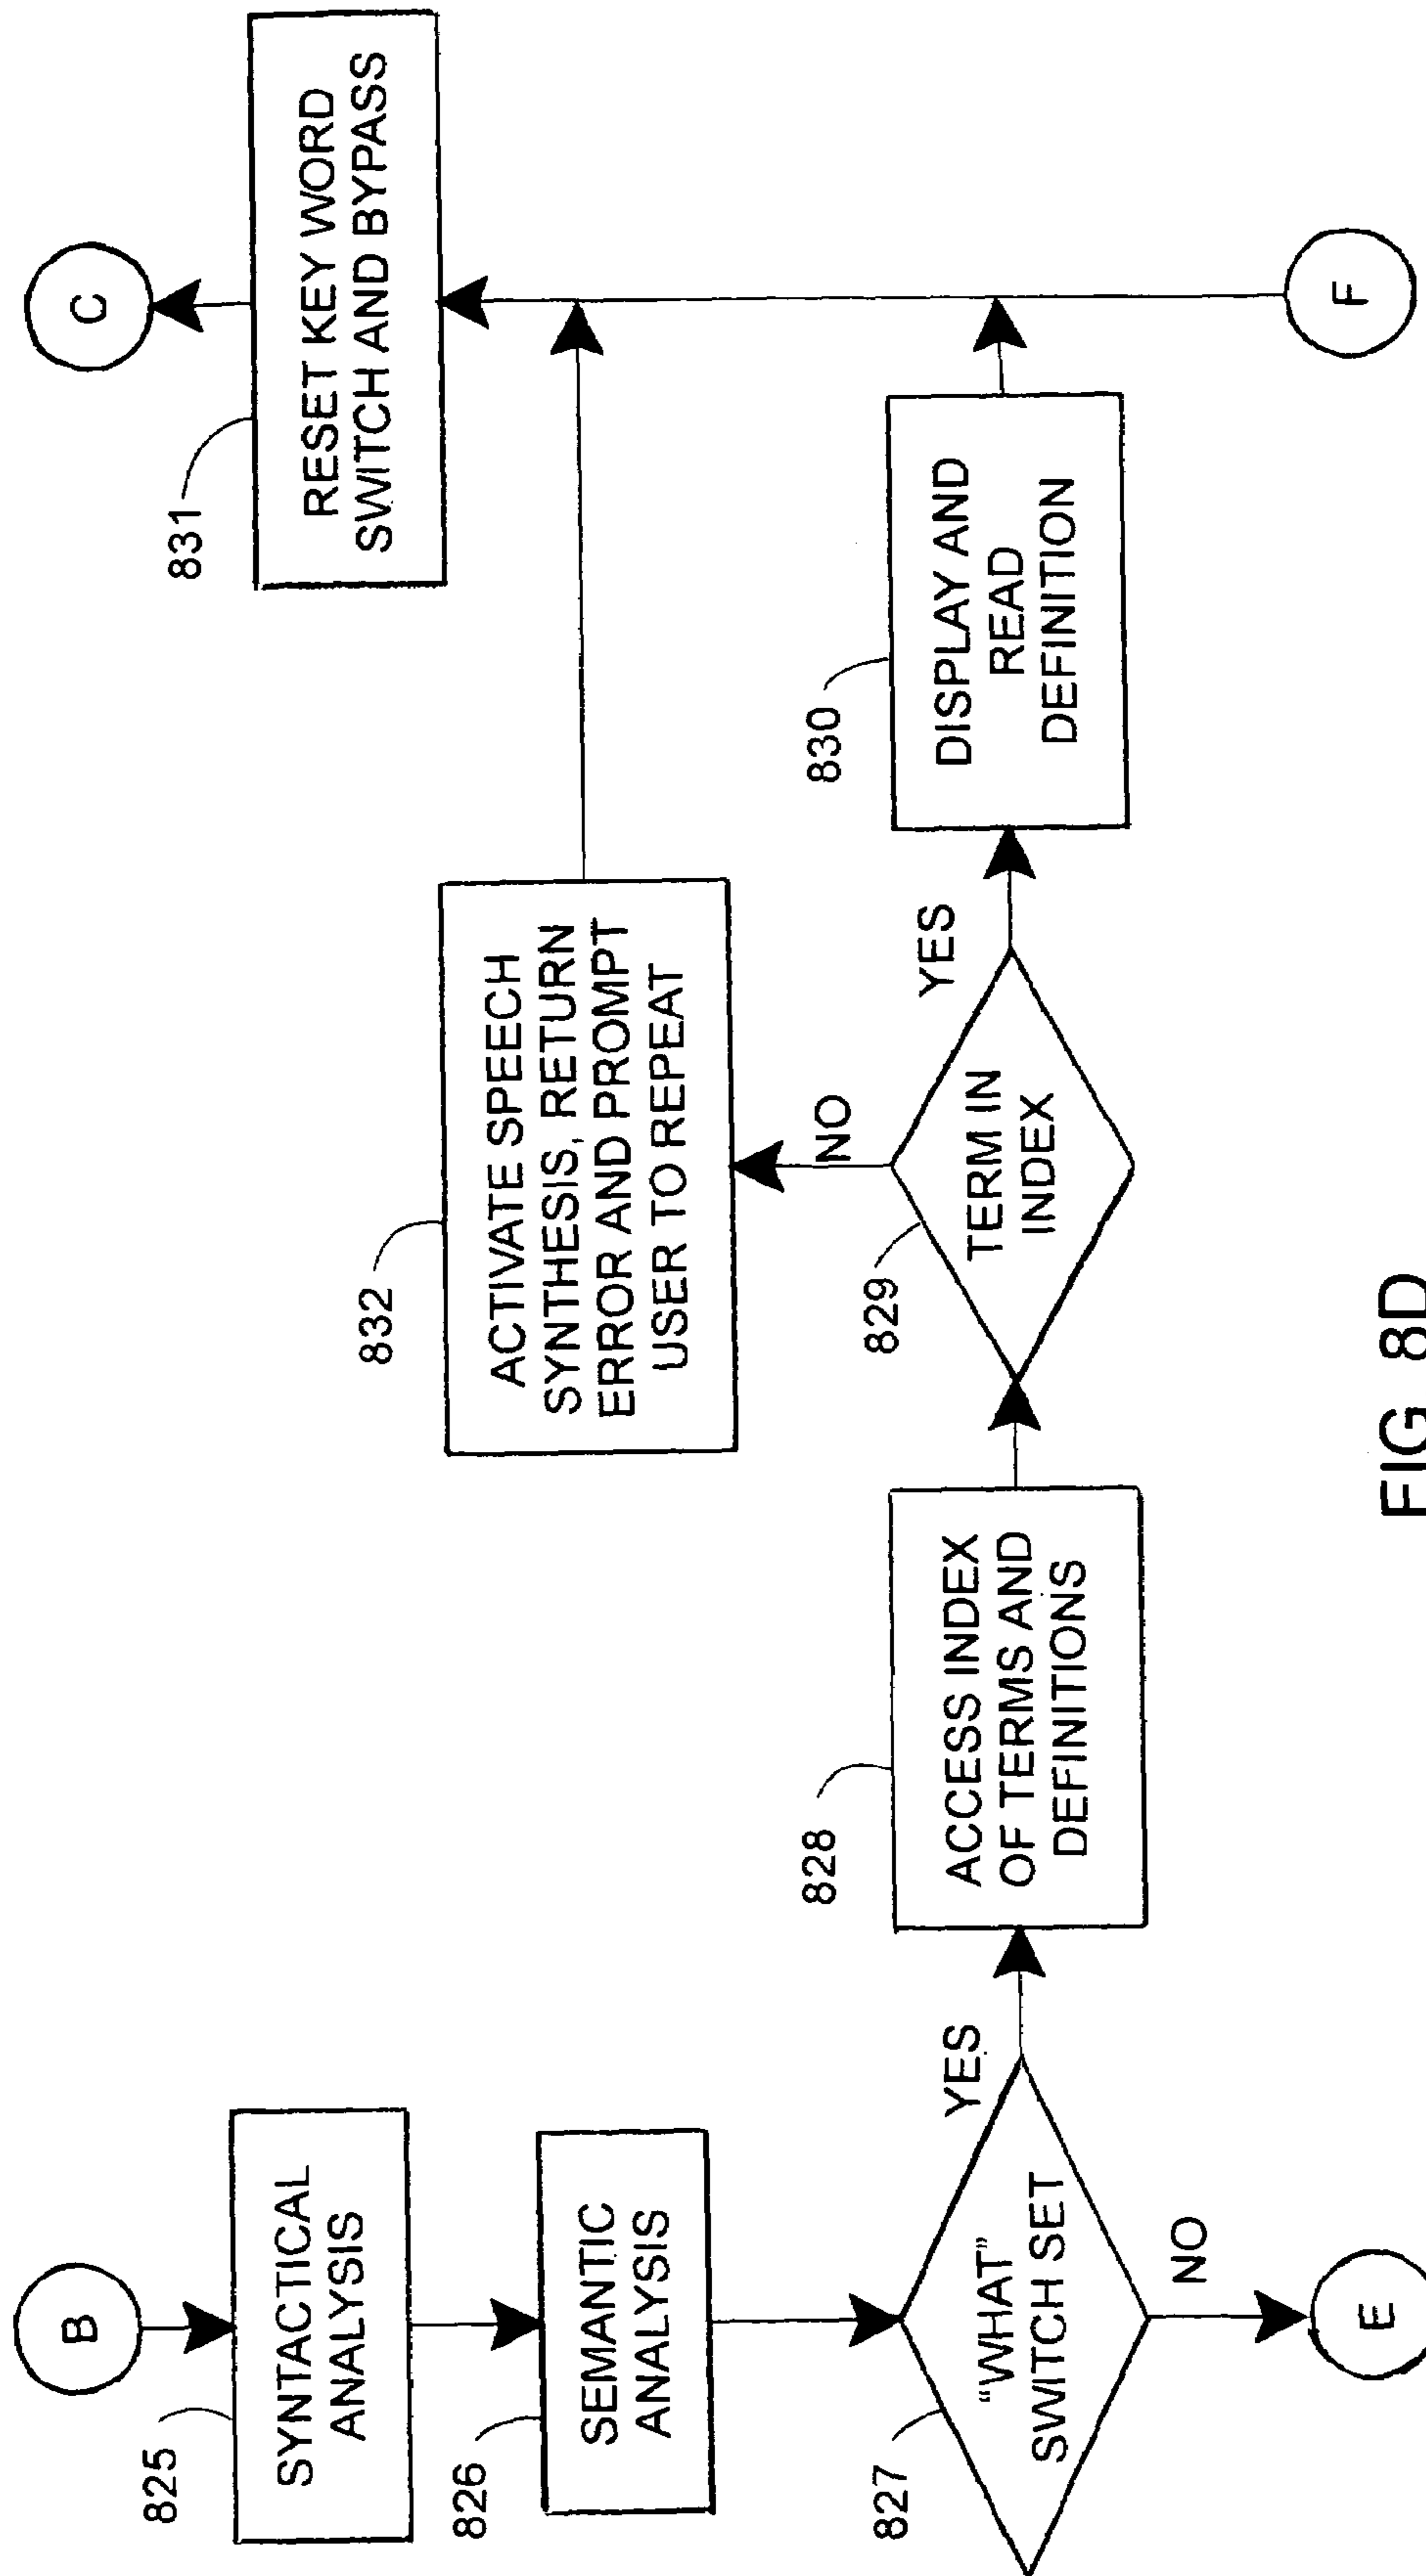 B
825
SYNTACTICAL
ANALYSIS
826
SEMANTIC
ANALYSIS
827
“WHAT”
SWITCH SET
YES
NO
E
828
ACCESS INDEX
OF TERMS AND
DEFINITIONS
829
TERM IN
INDEX
NO
YES
832
ACTIVATE SPEECH
SYNTHESIS, RETURN
ERROR AND PROMPT
USER TO REPEAT
830
DISPLAY AND
READ
DEFINITION
831
RESET KEY WORD
SWITCH AND BYPASS
C
F
FIG 8D